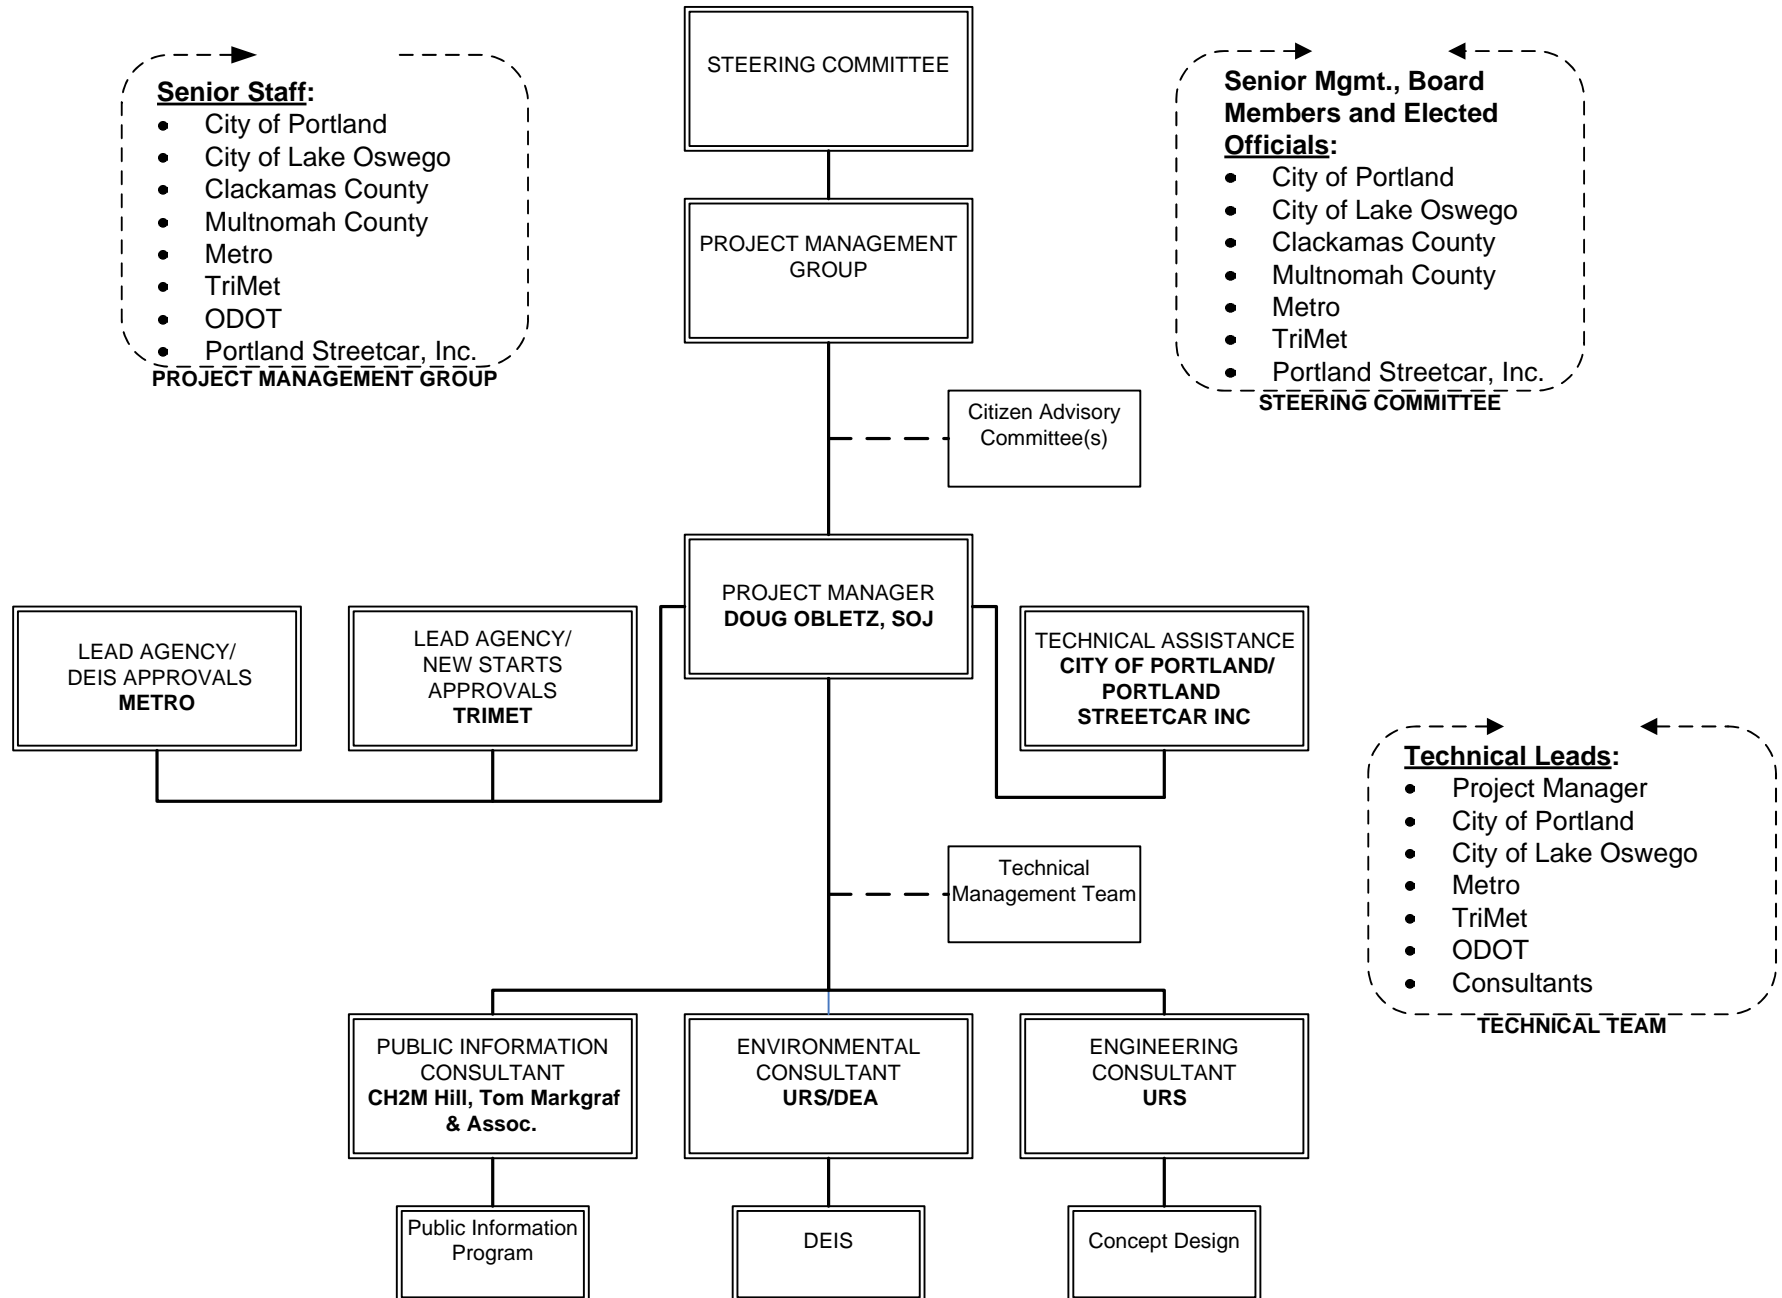 STEERING COMMITTEE
Senior Staff:
• City of Portland
• City of Lake Oswego
• Clackamas County
• Multnomah County
• Metro
• TriMet
• ODOT
• Portland Streetcar, Inc.
PROJECT MANAGEMENT GROUP
Senior Mgmt., Board
Members and Elected
Officials:
• City of Portland
• City of Lake Oswego
• Clackamas County
• Multnomah County
• Metro
• TriMet
• Portland Streetcar, Inc.
STEERING COMMITTEE
PROJECT MANAGEMENT
GROUP
Citizen Advisory
Committee(s)
PROJECT MANAGER
DOUG OBLETZ, SOJ
LEAD AGENCY/
DEIS APPROVALS
METRO
LEAD AGENCY/
NEW STARTS
APPROVALS
TRIMET
TECHNICAL ASSISTANCE
CITY OF PORTLAND/
PORTLAND
STREETCAR INC
Technical Leads:
• Project Manager
• City of Portland
• City of Lake Oswego
• Metro
• TriMet
• ODOT
• Consultants
TECHNICAL TEAM
Technical
Management Team
PUBLIC INFORMATION
CONSULTANT
CH2M Hill, Tom Markgraf
& Assoc.
ENVIRONMENTAL
CONSULTANT
URS/DEA
ENGINEERING
CONSULTANT
URS
Public Information
Program
DEIS
Concept Design